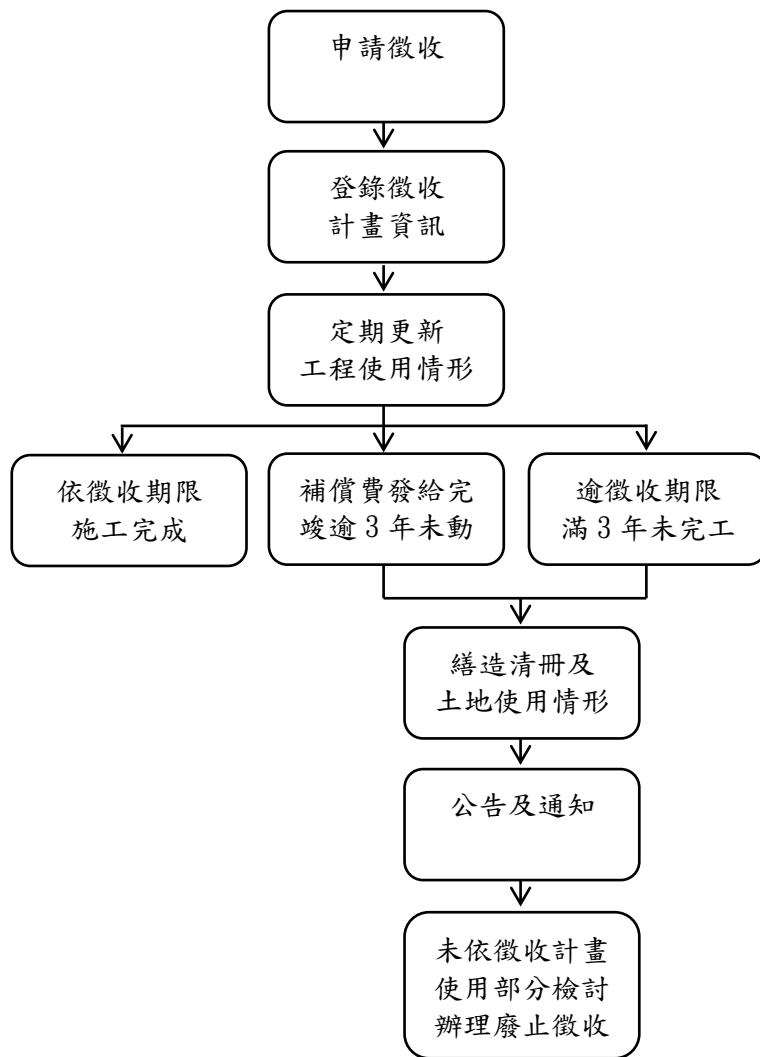 申請徵收
登錄徵收
計畫資訊
定期更新
工程使用情形
依徵收期限
施工完成
補償費發給完
竣逾3年未動
逾徵收期限
滿3年未完工
繕造清冊及
土地使用情形
公告及通知
未依徵收計畫
使用部分檢討
辦理廢止徵收